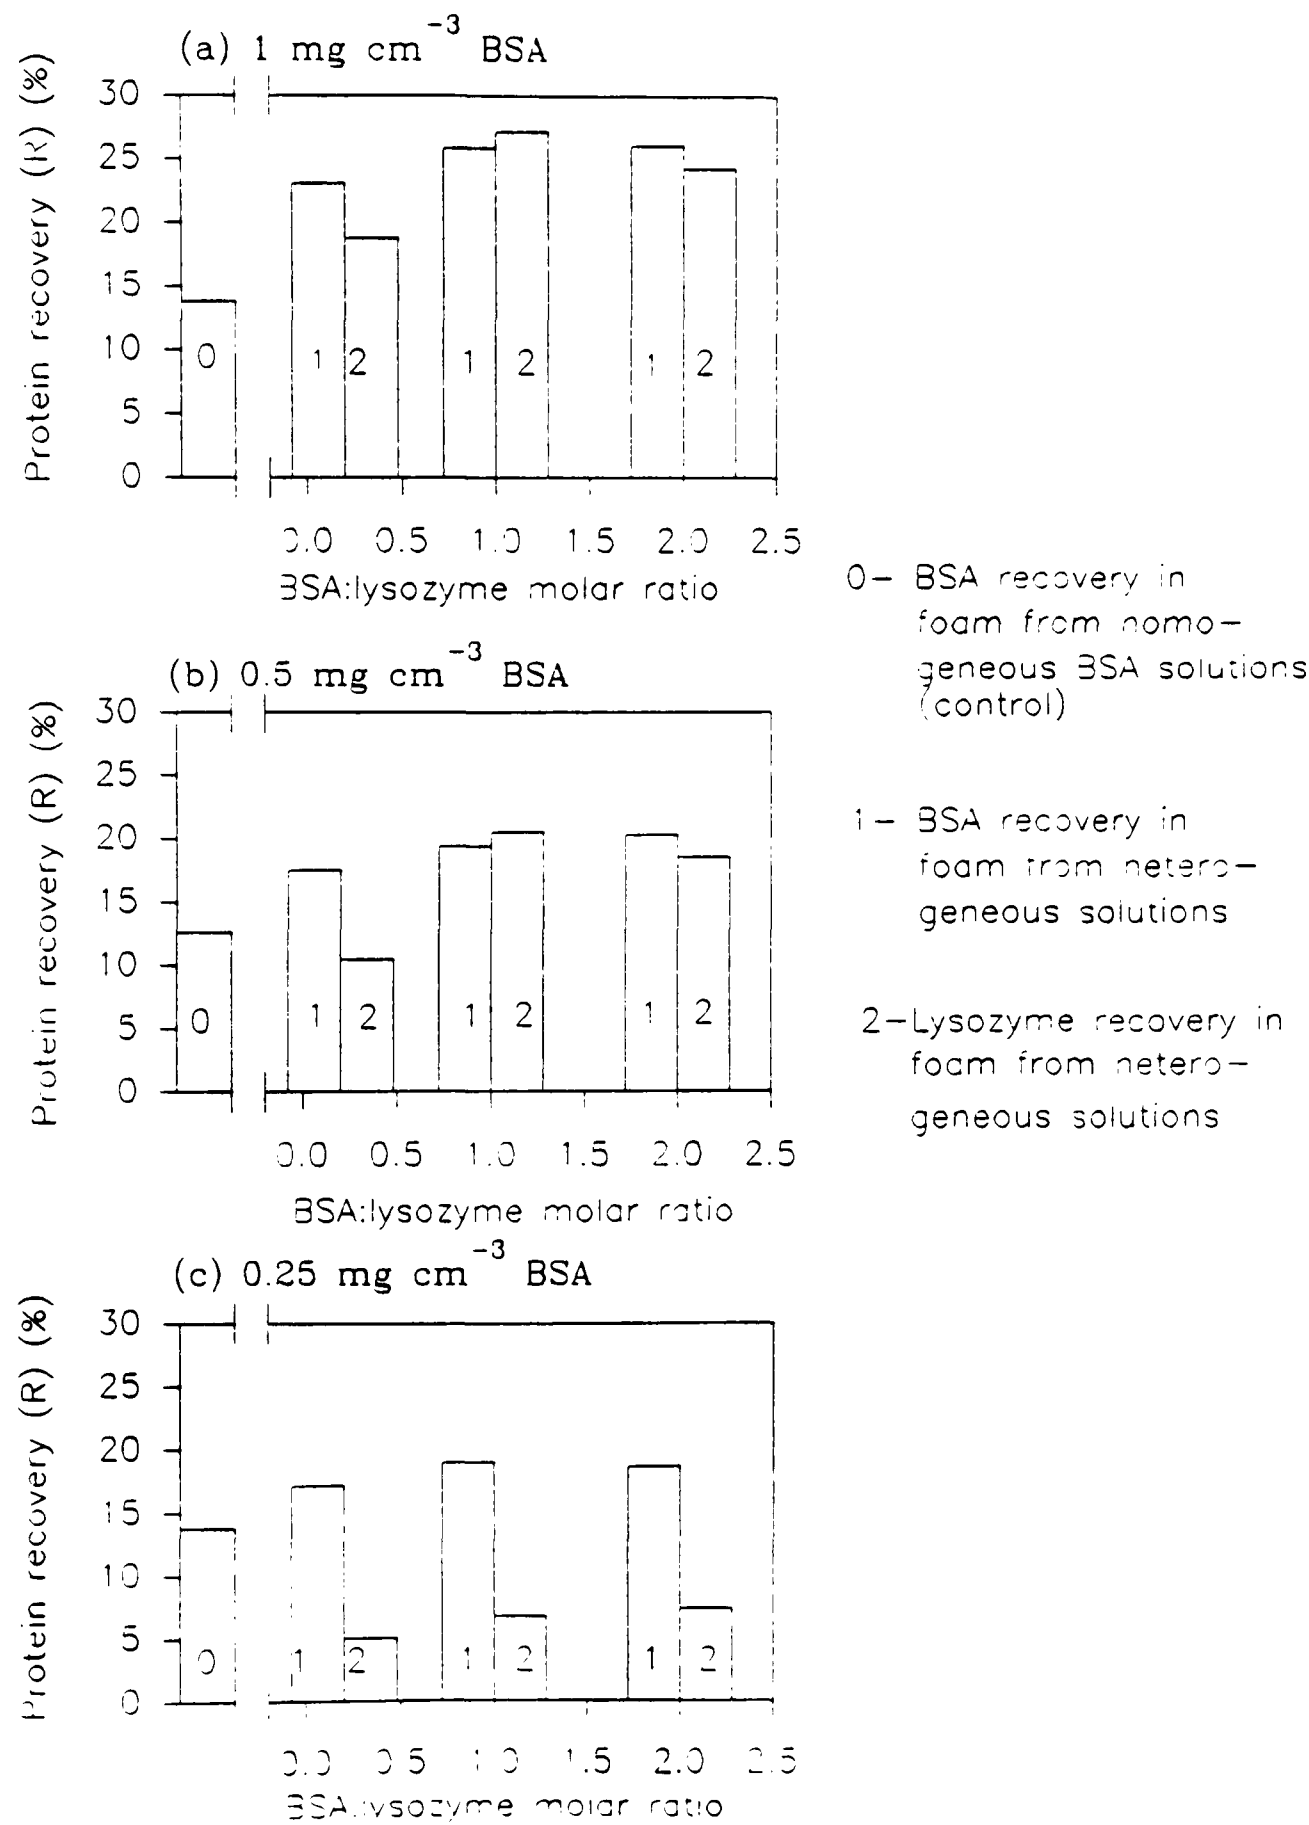 (a) 1 mg cm⁻³ BSA
Protein recovery (R) (%)
30
25
20
15
10
5
0
0
1 2
1 2
1 2
0.0 0.5 1.0 1.5 2.0 2.5
BSA:lysozyme molar ratio
(b) 0.5 mg cm⁻³ BSA
Protein recovery (R) (%)
30
25
20
15
10
5
0
0
1 2
1 2
1 2
0.0 0.5 1.0 1.5 2.0 2.5
BSA:lysozyme molar ratio
(c) 0.25 mg cm⁻³ BSA
Protein recovery (R) (%)
30
25
20
15
10
5
0
0
1 2
1 2
1 2
0.0 0.5 1.0 1.5 2.0 2.5
BSA:lysozyme molar ratio
0– BSA recovery in
foam from homo–
geneous BSA solutions
(control)
1– BSA recovery in
foam from hetero–
geneous solutions
2–Lysozyme recovery in
foam from hetero–
geneous solutions